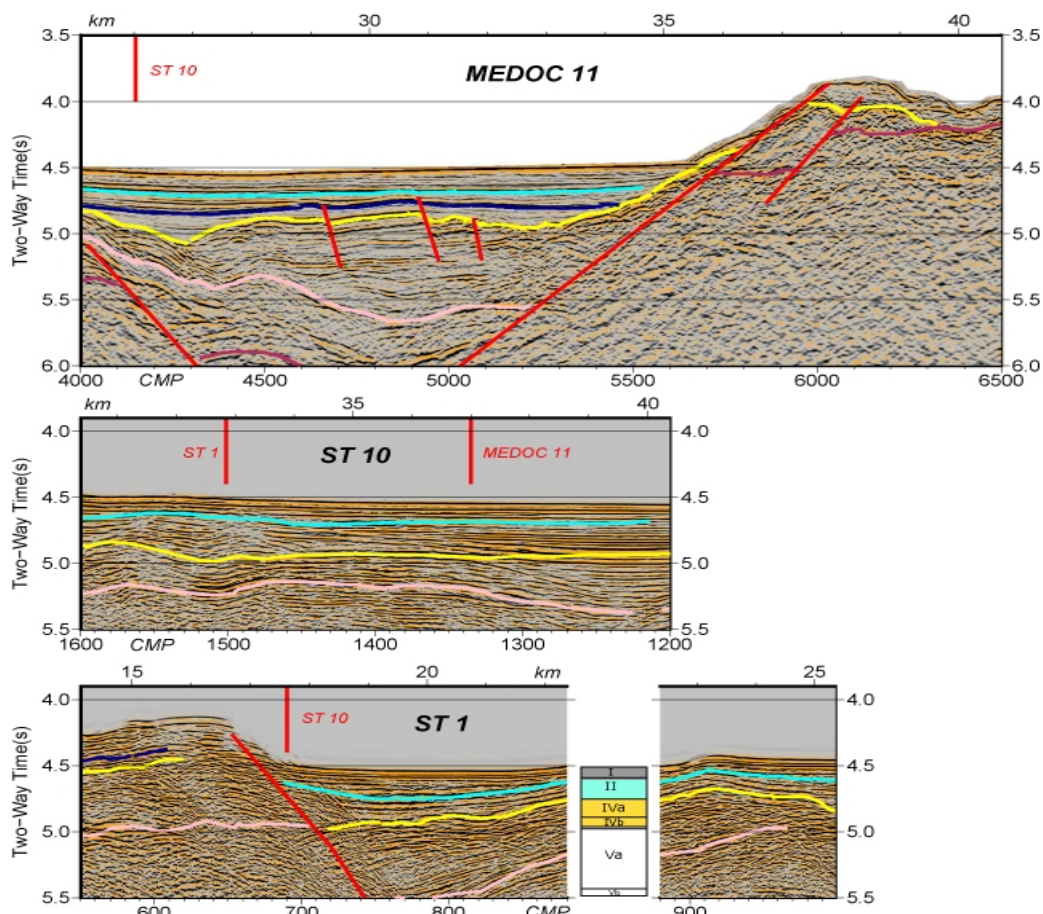 km 30 35 40
3.5 3.5
ST 10 MEDOC 11
4.0 4.0
4.5 4.5
Two-Way Time(s)
5.0 5.0
5.5 5.5
6.0 6.0
4000 CMP 4500 5000 5500 6000 6500
km 35 40
4.0 4.0
ST 1 ST 10 MEDOC 11
4.5 4.5
Two-Way Time(s)
5.0 5.0
5.5 5.5
1600 CMP 1500 1400 1300 1200
15 20 km 25
4.0 4.0
ST 10 ST 1
4.5 4.5
I
II
IVa
IVb
Va
Vb
Two-Way Time(s)
5.0 5.0
5.5 5.5
600 700 800 CMP 900